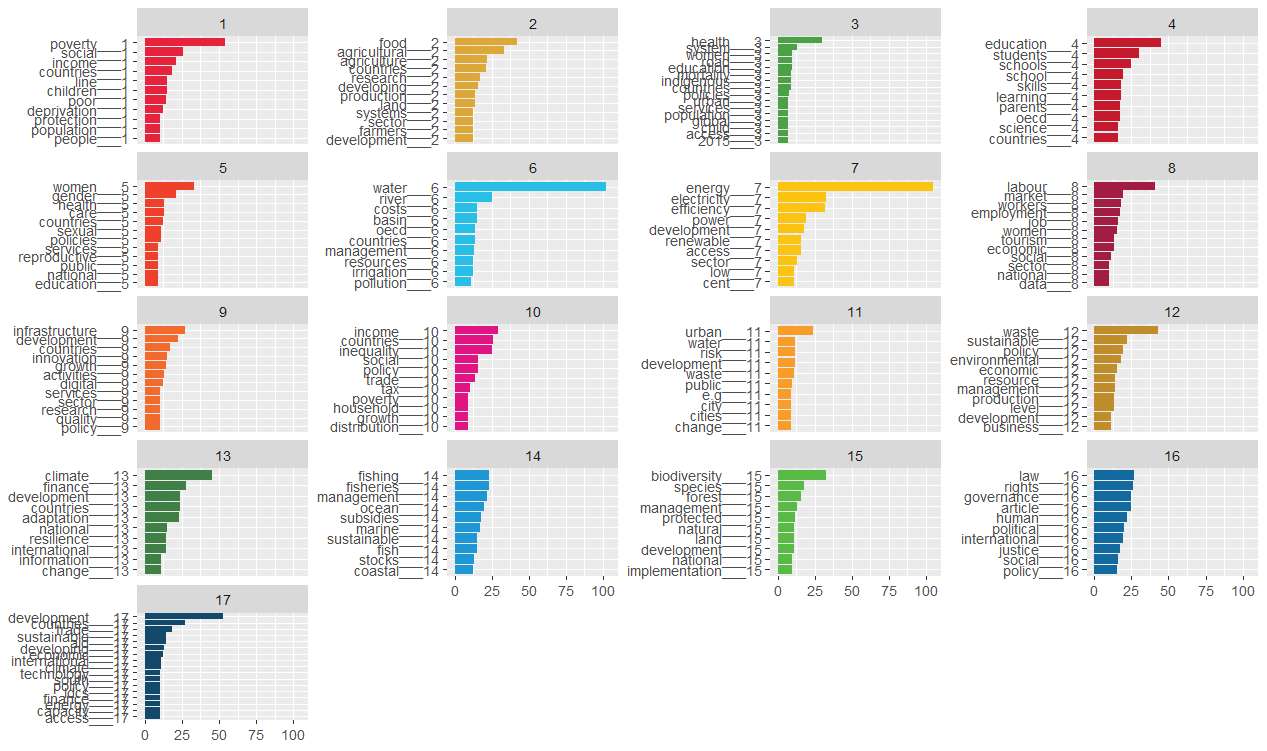 1
poverty___1
social___1
income___1
countries___1
line___1
children___1
poor___1
deprivation___1
protection___1
population___1
people___1
2
food___2
agricultural___2
agriculture___2
countries___2
research___2
developing___2
production___2
land___2
systems___2
sector___2
farmers___2
development___2
3
health___3
system___3
women___3
road___3
education___3
mortality___3
indigenous___3
countries___3
policies___3
urban___3
services___3
population___3
global___3
child___3
access___3
2015___3
4
education___4
students___4
schools___4
school___4
skills___4
learning___4
parents___4
oecd___4
science___4
countries___4
5
women___5
gender___5
health___5
care___5
countries___5
sexual___5
policies___5
services___5
reproductive___5
public___5
national___5
education___5
6
water___6
river___6
costs___6
basin___6
oecd___6
countries___6
management___6
resources___6
irrigation___6
pollution___6
7
energy___7
electricity___7
efficiency___7
power___7
development___7
renewable___7
access___7
sector___7
low___7
cent___7
8
labour___8
market___8
workers___8
employment___8
job___8
women___8
tourism___8
economic___8
social___8
sector___8
national___8
data___8
9
infrastructure___9
development___9
countries___9
innovation___9
growth___9
activities___9
digital___9
services___9
sector___9
research___9
quality___9
policy___9
10
income___10
countries___10
inequality___10
social___10
policy___10
trade___10
tax___10
poverty___10
household___10
growth___10
distribution___10
11
urban___11
water___11
risk___11
development___11
waste___11
public___11
e.g___11
city___11
cities___11
change___11
12
waste___12
sustainable___12
policy___12
environmental___12
economic___12
resource___12
management___12
production___12
level___12
development___12
business___12
13
climate___13
finance___13
development___13
countries___13
adaptation___13
national___13
resilience___13
international___13
information___13
change___13
14
fishing___14
fisheries___14
management___14
ocean___14
subsidies___14
marine___14
sustainable___14
fish___14
stocks___14
coastal___14
0 25 50 75 100
15
biodiversity___15
species___15
forest___15
management___15
protected___15
natural___15
land___15
development___15
national___15
implementation___15
0 25 50 75 100
16
law___16
rights___16
governance___16
article___16
human___16
political___16
international___16
justice___16
social___16
policy___16
0 25 50 75 100
17
development___17
countries___17
trade___17
sustainable___17
aid___17
developing___17
economic___17
international___17
climate___17
technology___17
south___17
policy___17
ldcs___17
finance___17
energy___17
capacity___17
access___17
0 25 50 75 100